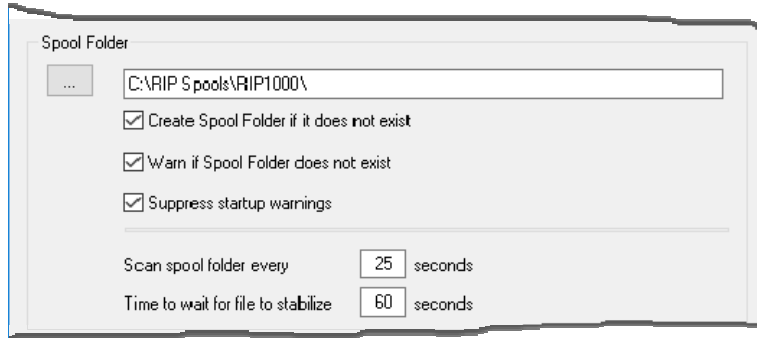 Spool Folder
...
C:\RIP Spools\RIP1000\
Create Spool Folder if it does not exist
Warn if Spool Folder does not exist
Suppress startup warnings
Scan spool folder every 25 seconds
Time to wait for file to stabilize 60 seconds